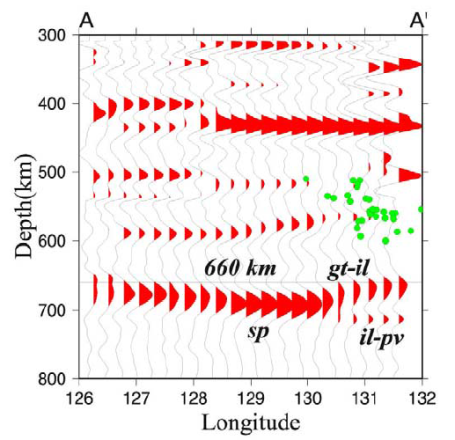 A A'
300
400
500
600
700
800
Depth(km)
660 km
gt-il
sp
il-pv
126 127 128 129 130 131 132
Longitude